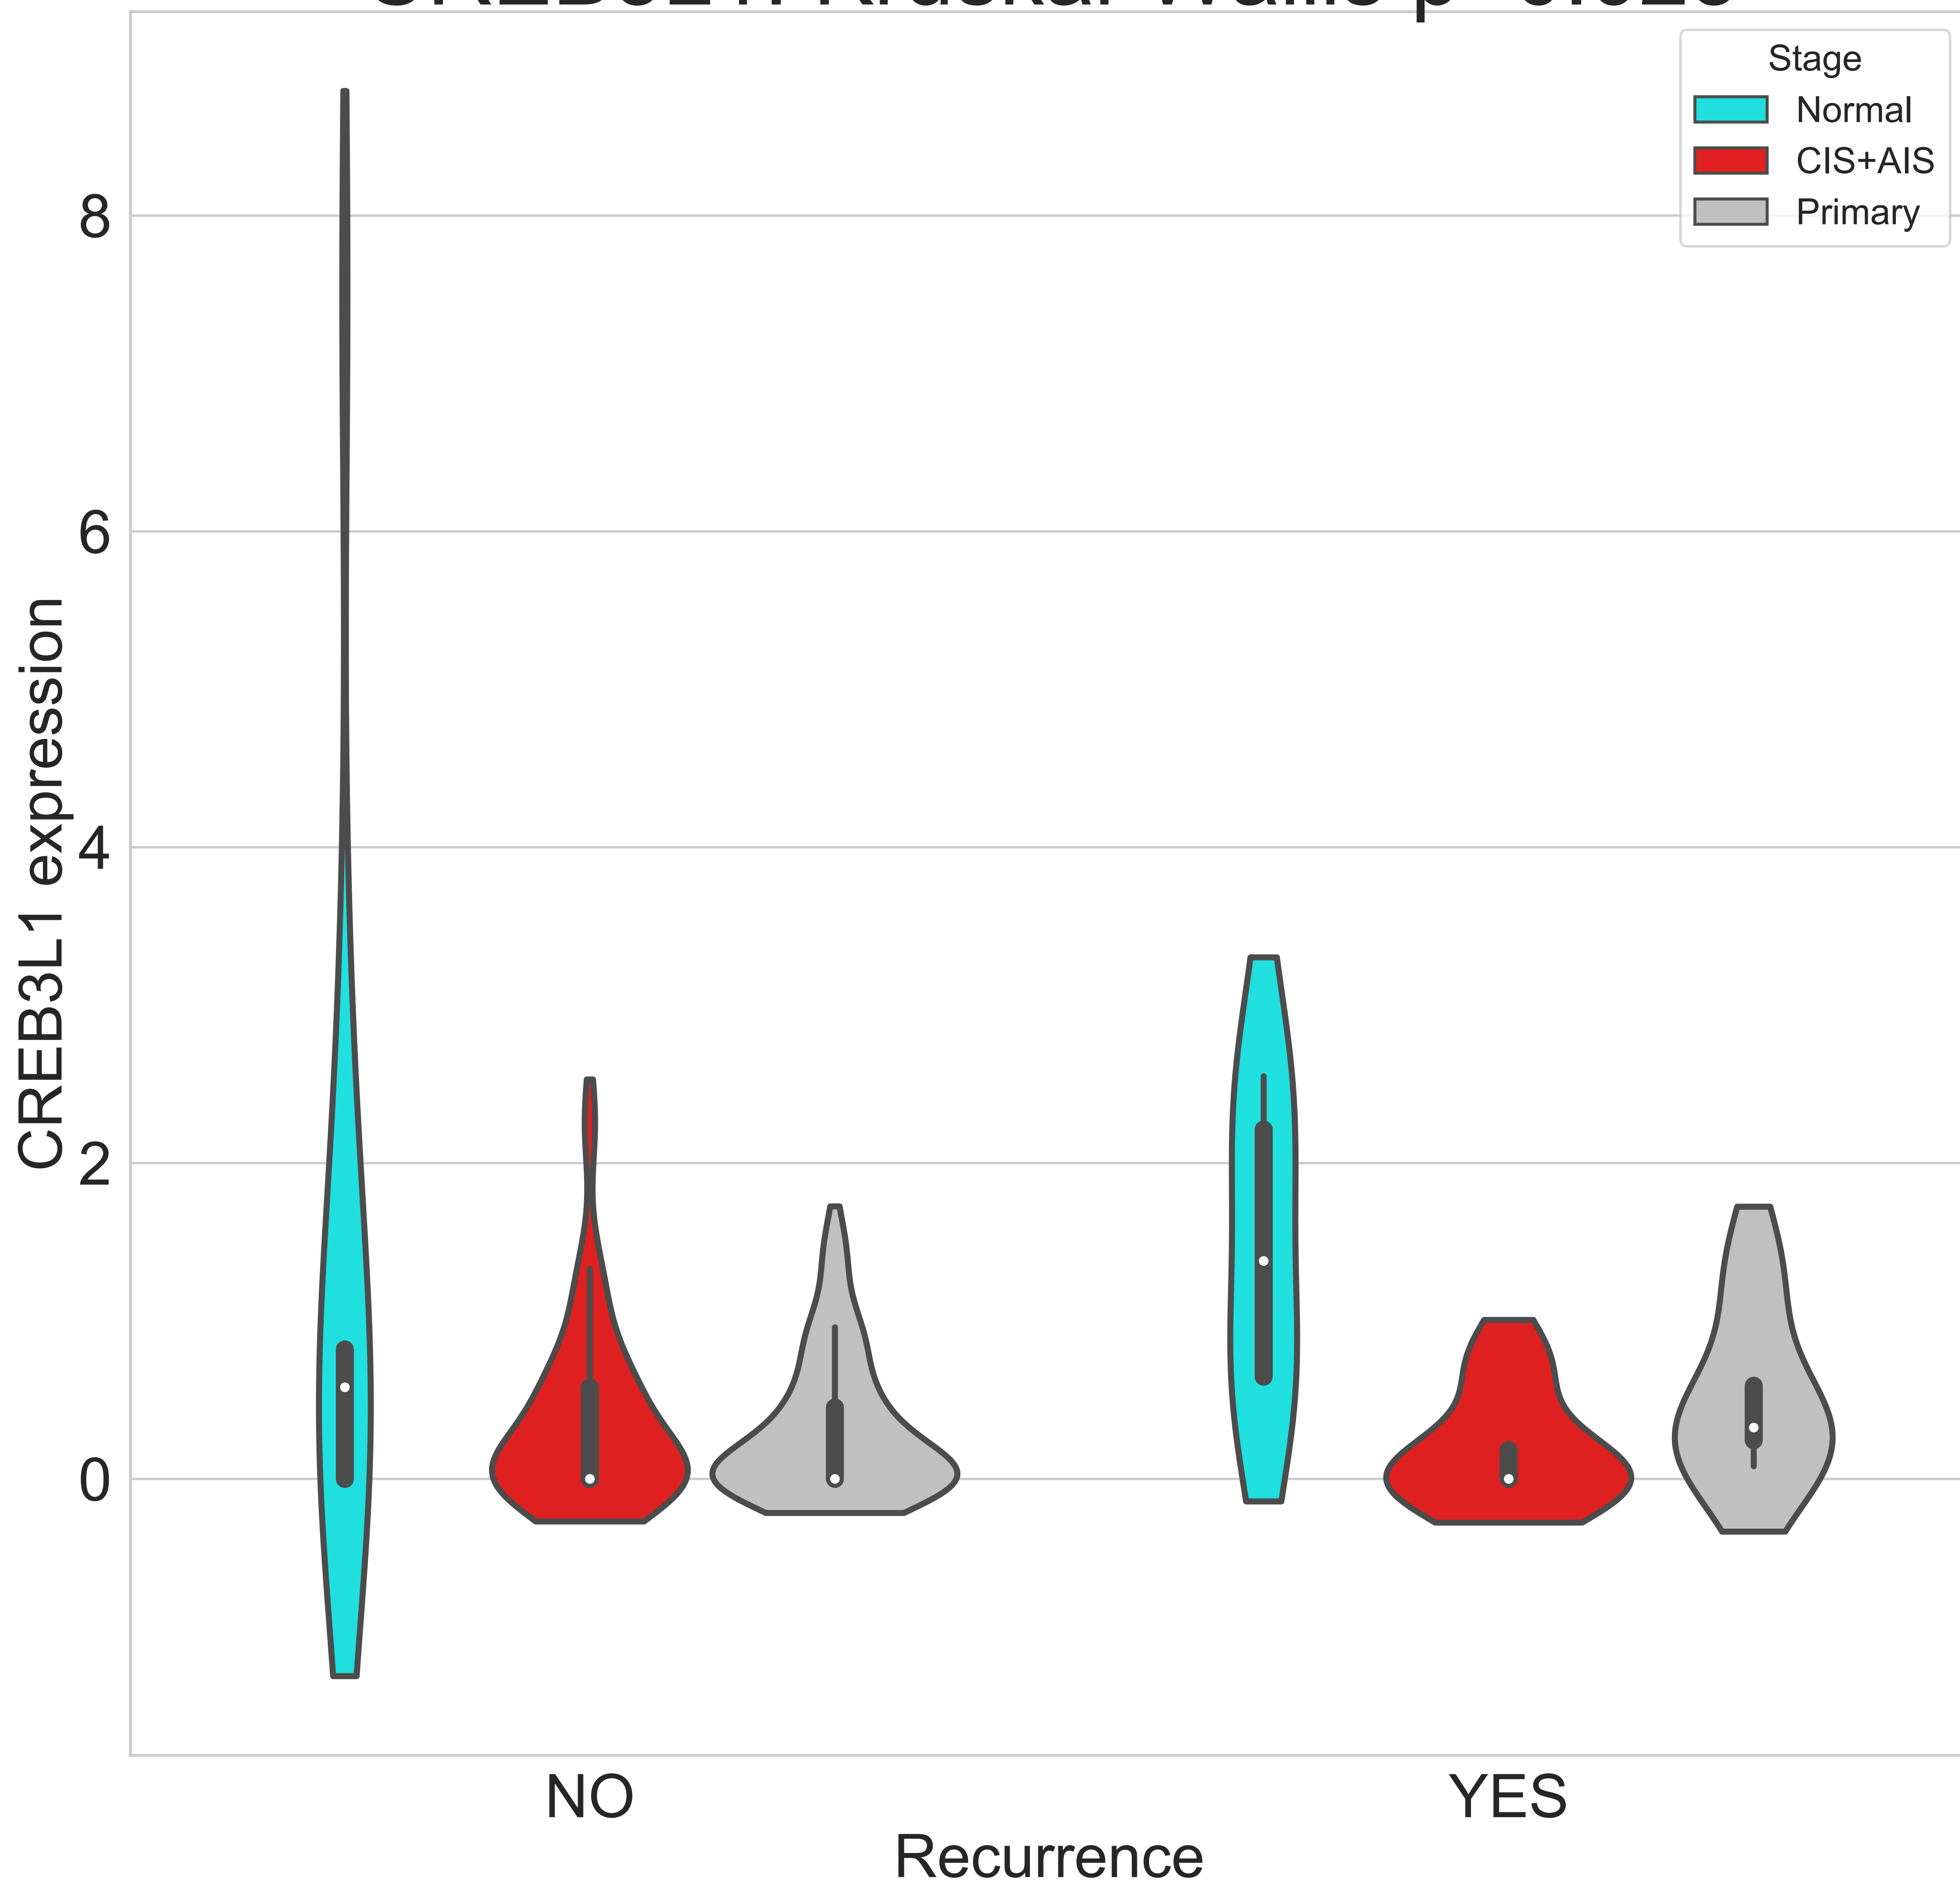 Stage
Normal
CIS+AIS
Primary
8
6
4
2
0
CREB3L1 expression
NO
YES
Recurrence